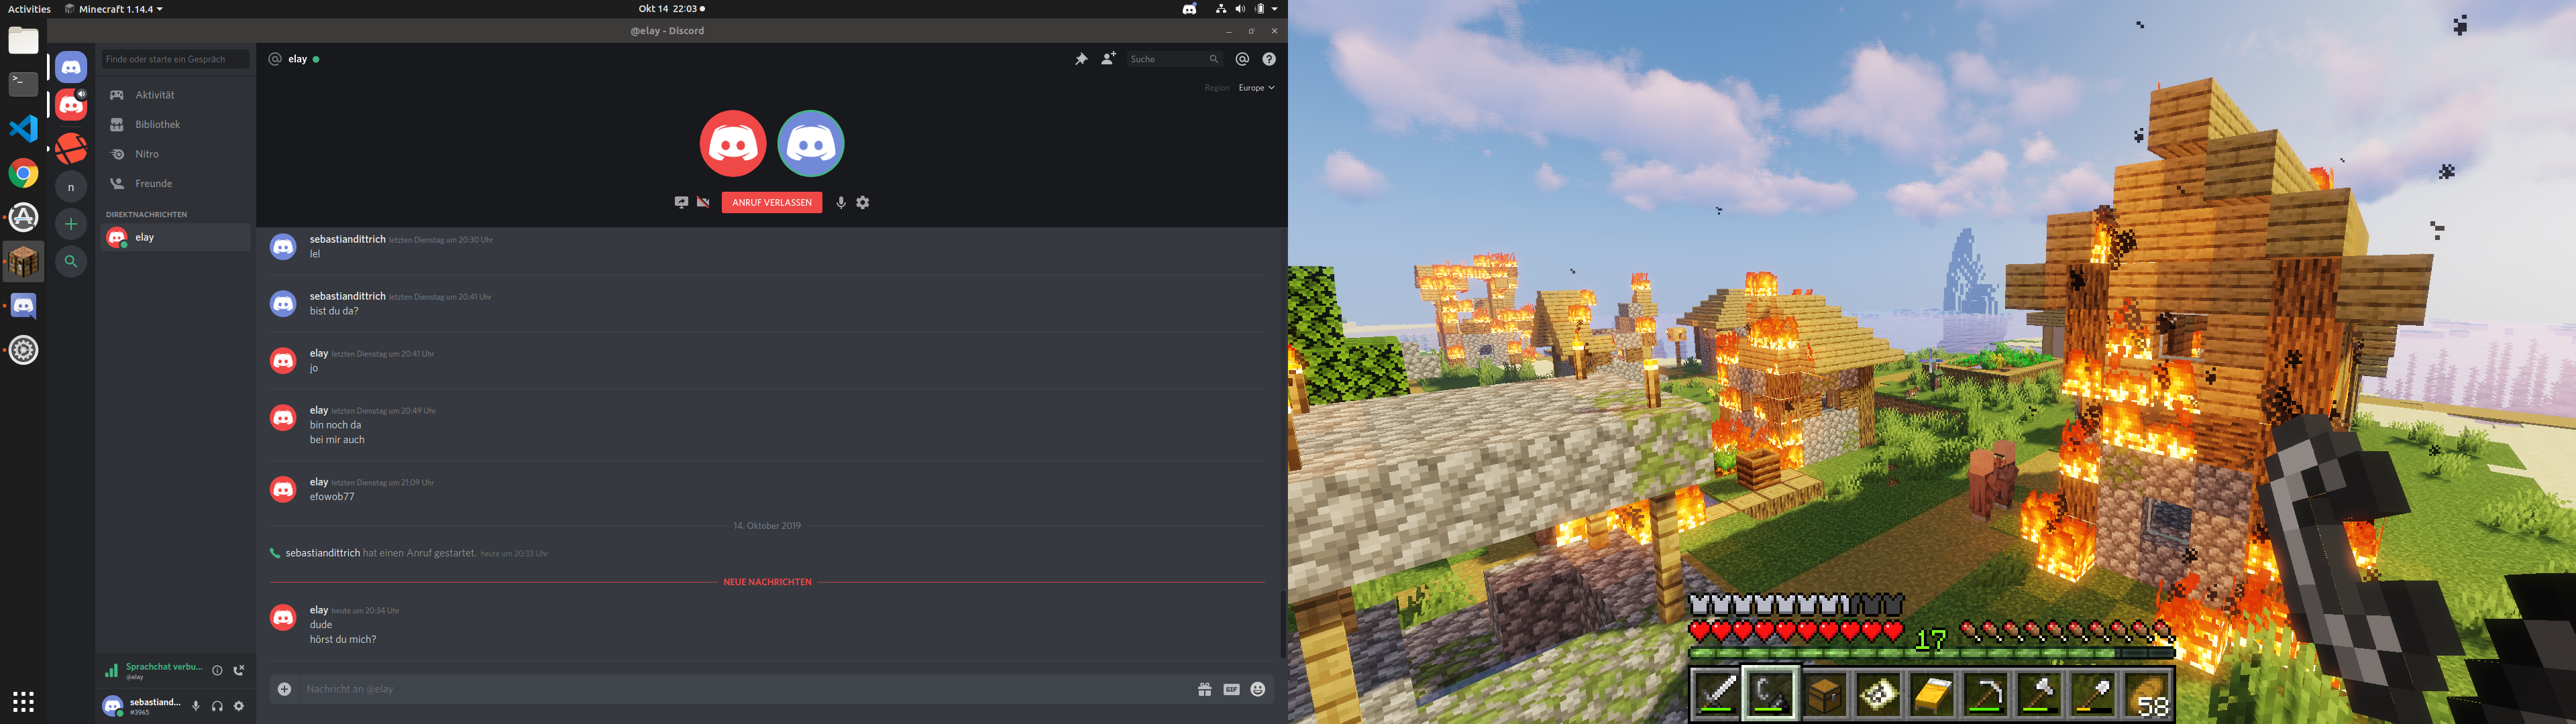 Activities
Minecraft 1.14.4
Okt 14 22:03
@elay - Discord
Finde oder starte ein Gespräch
Aktivität
Bibliothek
Nitro
Freunde
DIREKTNACHRICHTEN
elay
n
@ elay
Suche
Region Europe
ANRUF VERLASSEN
sebastiandittrich letzten Dienstag um 20:30 Uhr
lel
sebastiandittrich letzten Dienstag um 20:41 Uhr
bist du da?
elay letzten Dienstag um 20:41 Uhr
jo
elay letzten Dienstag um 20:49 Uhr
bin noch da
bei mir auch
elay letzten Dienstag um 21:09 Uhr
efowob77
14. Oktober 2019
sebastiandittrich hat einen Anruf gestartet. heute um 20:33 Uhr
NEUE NACHRICHTEN
elay heute um 20:34 Uhr
dude
hörst du mich?
Nachricht an @elay
GIF
Sprachchat verbu...
@elay
sebastiand...
#3965
17
58